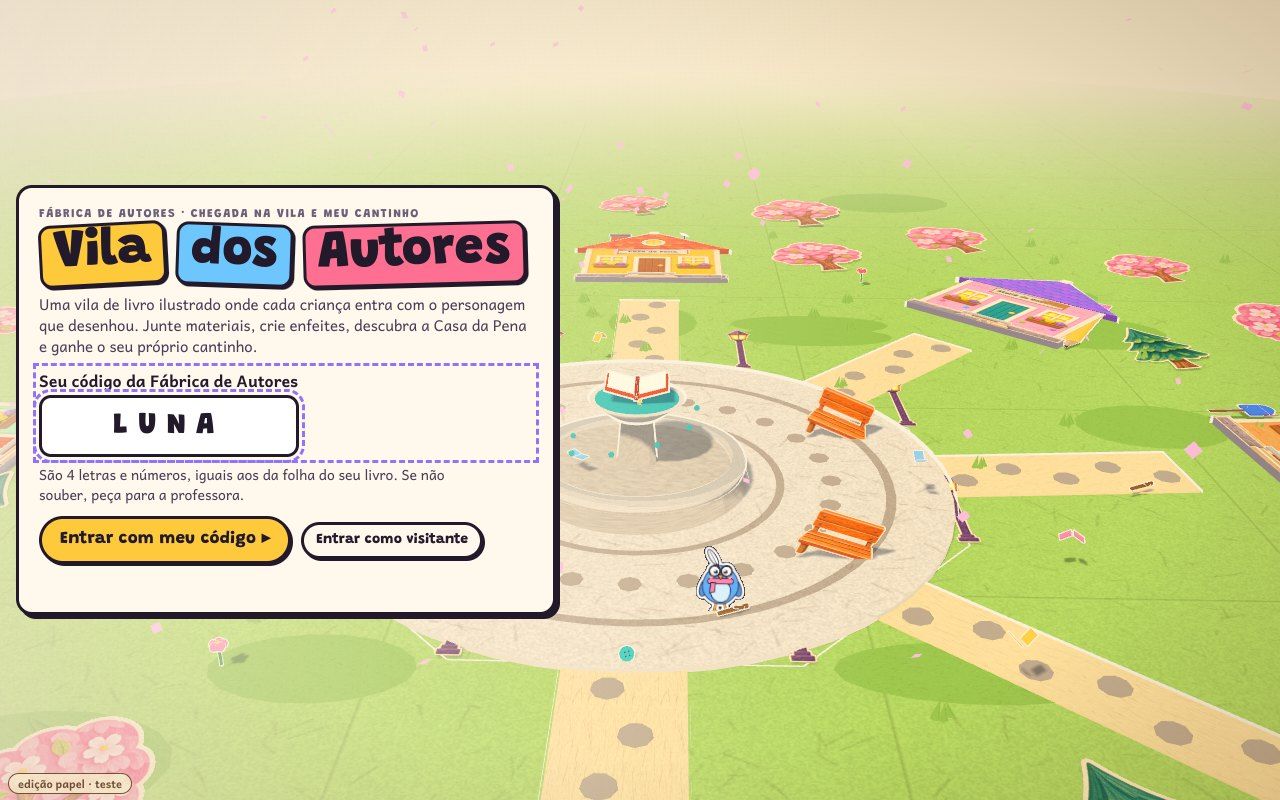 FÁBRICA DE AUTORES · CHEGADA NA VILA E MEU CANTINHO
Vila dos Autores
Uma vila de livro ilustrado onde cada criança entra com o personagem
que desenhou. Junte materiais, crie enfeites, descubra a Casa da Pena
e ganhe o seu próprio cantinho.
Seu código da Fábrica de Autores
LUNA
São 4 letras e números, iguais aos da folha do seu livro. Se não
souber, peça para a professora.
Entrar com meu código ▸
Entrar como visitante
edição papel · teste